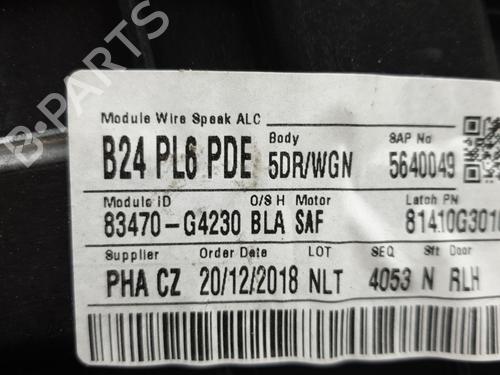 Module Wire Speak ALC
Body
SAP No
B24 PL6 PDE
5DR/WGN
5640049
Module iD
O/S H Motor
Latch PN
83470-G4230 BLA SAF
81410G301
Supplier
Order Date
LOT
SEQ
Sft Door
PHA CZ
20/12/2018
NLT
4053 N
RLH
B-PARTS